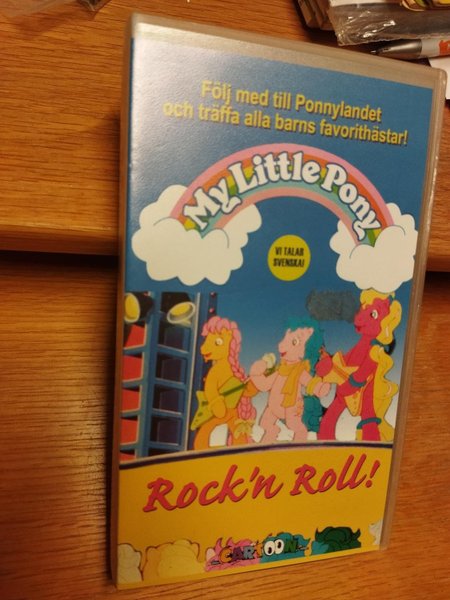 Följ med till Ponnylandet
och träffa alla barns favorithästar!
My Little Pony
VI TALAR
SVENSKA!
Rock'n Roll!
CARTOON